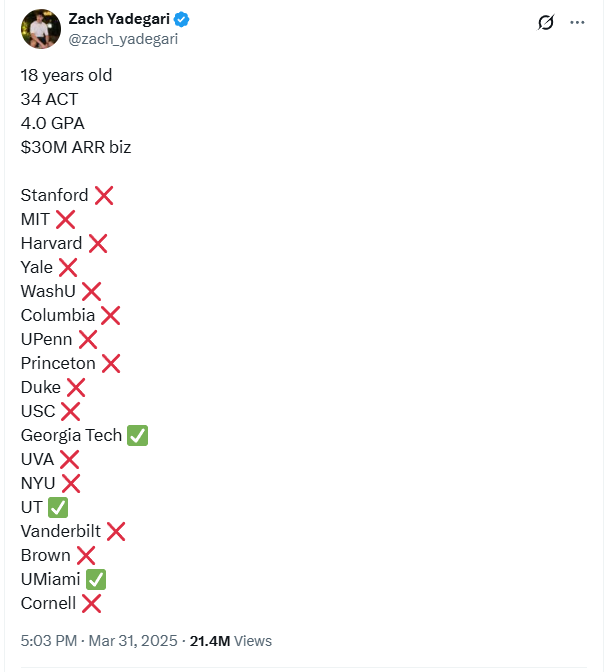 Zach Yadegari
@zach_yadegari
18 years old
34 ACT
4.0 GPA
$30M ARR biz
Stanford ❌
MIT ❌
Harvard ❌
Yale ❌
WashU ❌
Columbia ❌
UPenn ❌
Princeton ❌
Duke ❌
USC ❌
Georgia Tech ✅
UVA ❌
NYU ❌
UT ✅
Vanderbilt ❌
Brown ❌
UMiami ✅
Cornell ❌
5:03 PM · Mar 31, 2025 · 21.4M Views